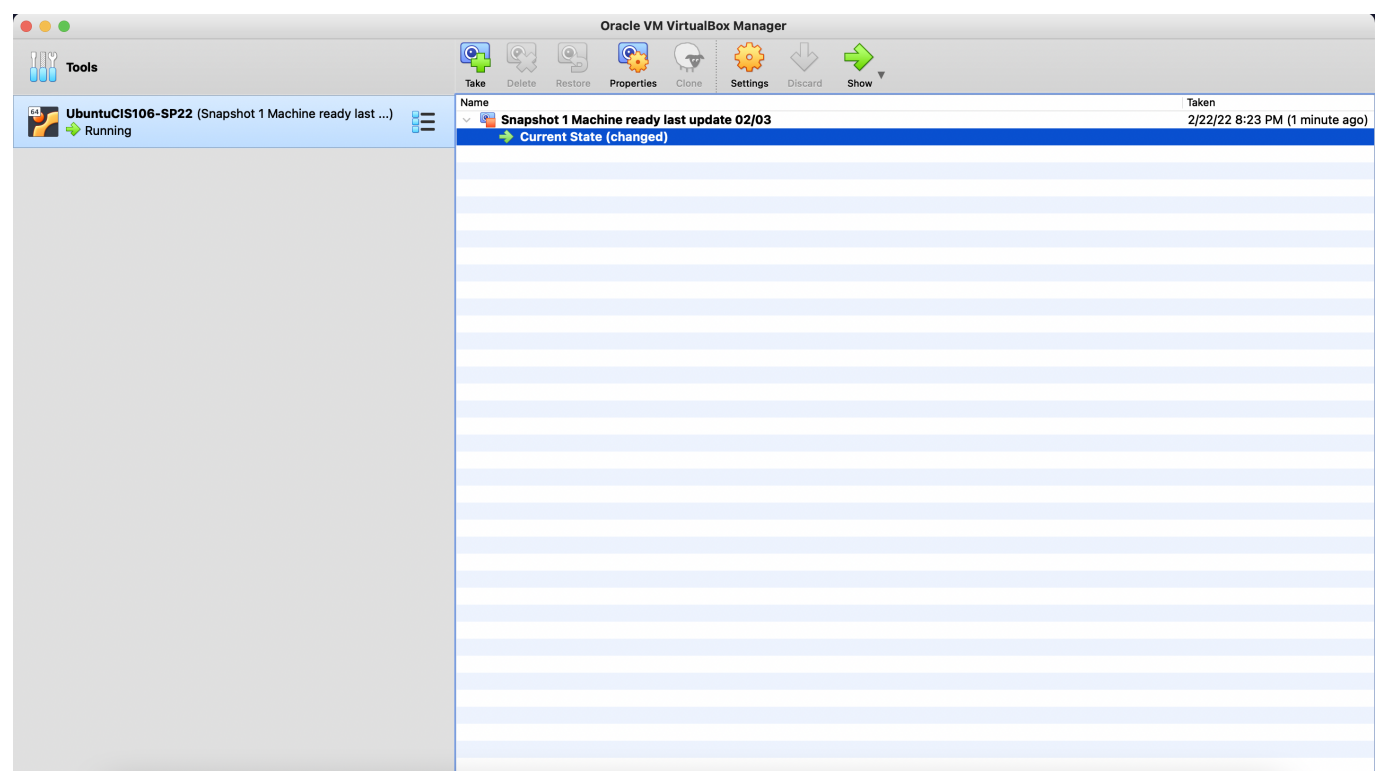 Oracle VM VirtualBox Manager
Tools
Take Delete Restore Properties Clone Settings Discard Show
64
UbuntuCIS106-SP22 (Snapshot 1 Machine ready last ...)
Running
Name Taken
Snapshot 1 Machine ready last update 02/03 2/22/22 8:23 PM (1 minute ago)
Current State (changed)